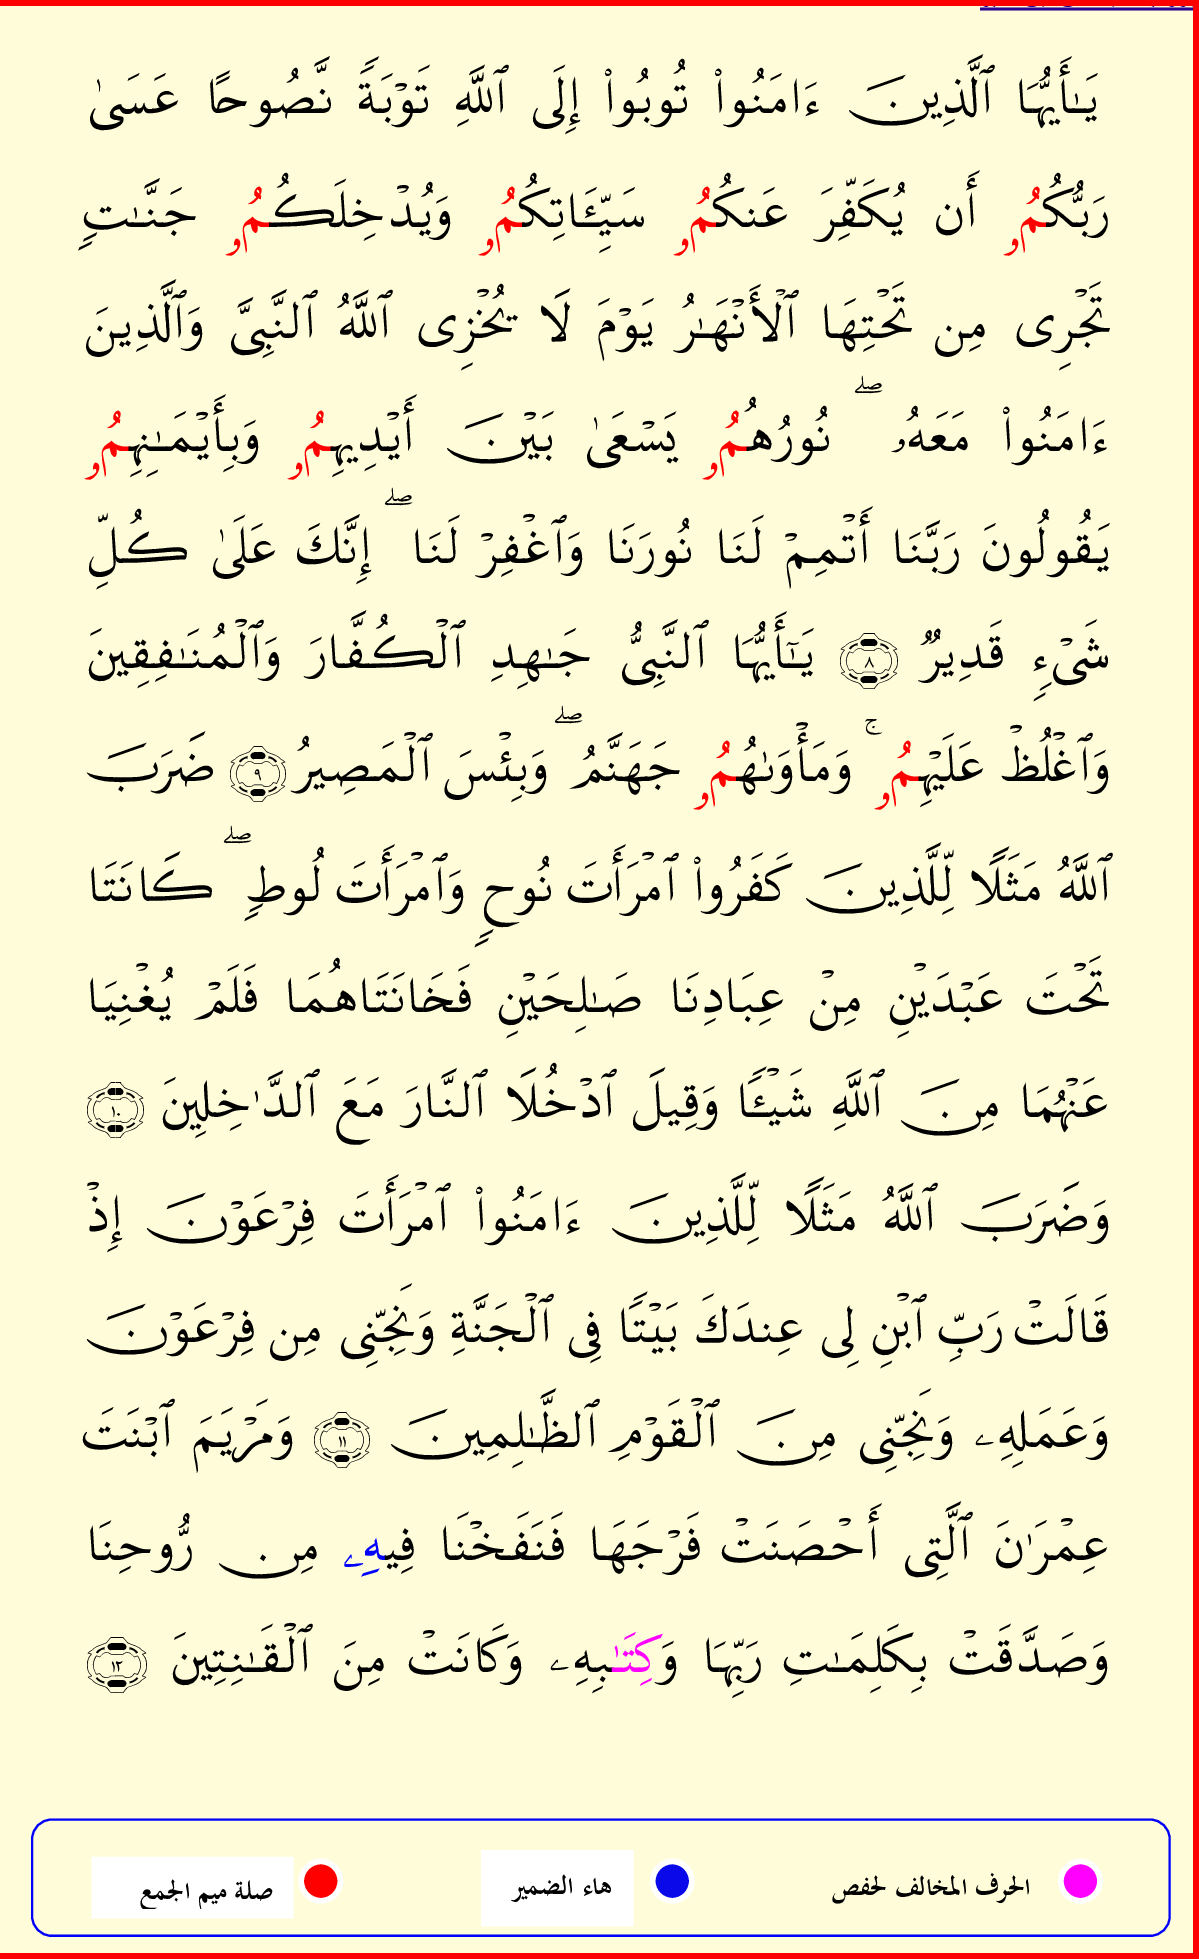 يَـٰأَيُّهَا ٱلَّذِينَ ءَامَنُوا۟ تُوبُوا۟ إِلَى ٱللَّهِ تَوْبَةً نَّصُوحًا عَسَىٰ
رَبُّكُمُۥ أَن يُكَفِّرَ عَنكُمُۥ سَيِّـَٔاتِكُمُۥ وَيُدْخِلَكُمُۥ جَنَّـٰتٍ
تَجْرِى مِن تَحْتِهَا ٱلْأَنْهَـٰرُ يَوْمَ لَا يُخْزِى ٱللَّهُ ٱلنَّبِىَّ وَٱلَّذِينَ
ءَامَنُوا۟ مَعَهُۥ ۖ نُورُهُمُۥ يَسْعَىٰ بَيْنَ أَيْدِيهِمُۥ وَبِأَيْمَـٰنِهِمُۥ
يَقُولُونَ رَبَّنَا أَتْمِمْ لَنَا نُورَنَا وَٱغْفِرْ لَنَا ۖ إِنَّكَ عَلَىٰ كُلِّ
شَىْءٍ قَدِيرٌ ٨ يَـٰٓأَيُّهَا ٱلنَّبِىُّ جَـٰهِدِ ٱلْكُفَّارَ وَٱلْمُنَـٰفِقِينَ
وَٱغْلُظْ عَلَيْهِمُۥ ۚ وَمَأْوَىٰهُمُۥ جَهَنَّمُ ۖ وَبِئْسَ ٱلْمَصِيرُ ٩ ضَرَبَ
ٱللَّهُ مَثَلًا لِّلَّذِينَ كَفَرُوا۟ ٱمْرَأَتَ نُوحٍ وَٱمْرَأَتَ لُوطٍ ۖ كَانَتَا
تَحْتَ عَبْدَيْنِ مِنْ عِبَادِنَا صَـٰلِحَيْنِ فَخَانَتَاهُمَا فَلَمْ يُغْنِيَا
عَنْهُمَا مِنَ ٱللَّهِ شَيْـًٔا وَقِيلَ ٱدْخُلَا ٱلنَّارَ مَعَ ٱلدَّٰخِلِينَ ١٠
وَضَرَبَ ٱللَّهُ مَثَلًا لِّلَّذِينَ ءَامَنُوا۟ ٱمْرَأَتَ فِرْعَوْنَ إِذْ
قَالَتْ رَبِّ ٱبْنِ لِى عِندَكَ بَيْتًا فِى ٱلْجَنَّةِ وَنَجِّنِى مِن فِرْعَوْنَ
وَعَمَلِهِۦ وَنَجِّنِى مِنَ ٱلْقَوْمِ ٱلظَّـٰلِمِينَ ١١ وَمَرْيَمَ ٱبْنَتَ
عِمْرَٰنَ ٱلَّتِى أَحْصَنَتْ فَرْجَهَا فَنَفَخْنَا فِيهِۦ مِن رُّوحِنَا
وَصَدَّقَتْ بِكَلِمَـٰتِ رَبِّهَا وَكِتَـٰبِهِۦ وَكَانَتْ مِنَ ٱلْقَـٰنِتِينَ ١٢
الحرف المخالف لحفص هاء الضمير صلة ميم الجمع